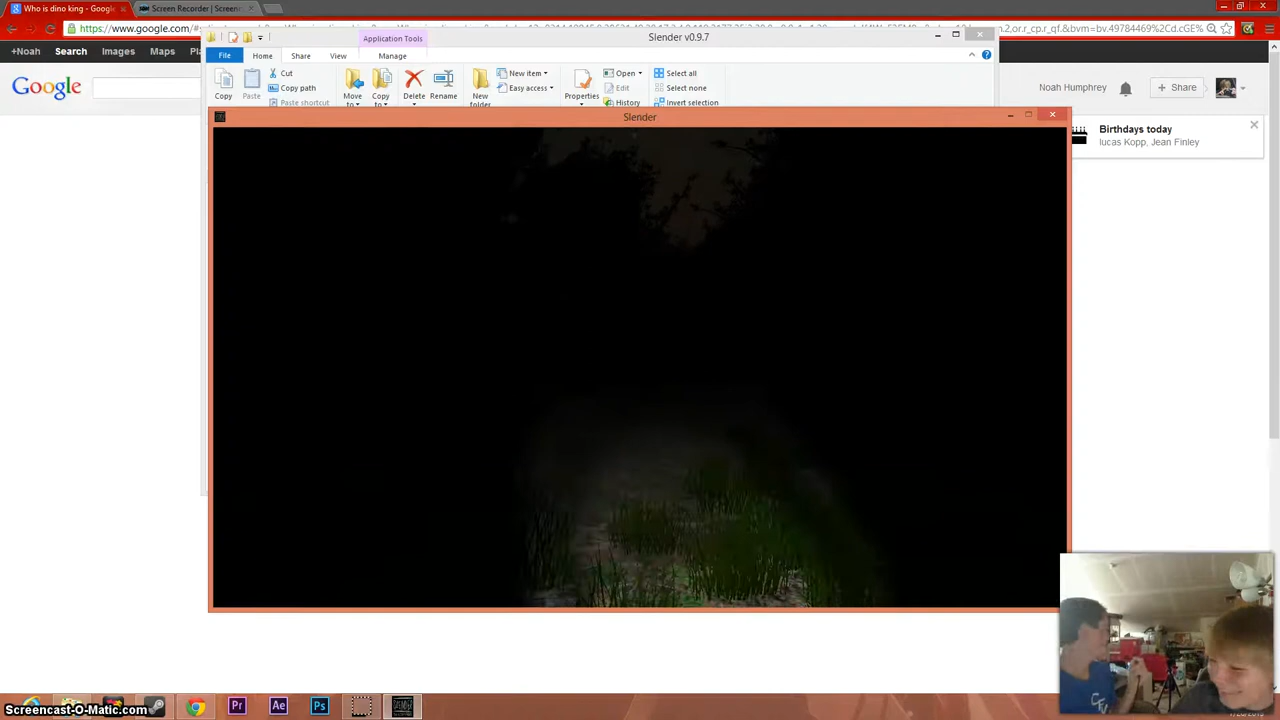 Who is dino king - Google
Screen Recorder | Screen
https://www.google.com/#
+Noah Search Images Maps
Google
Noah Humphrey
Share
Birthdays today
lucas Kopp, Jean Finley
Application Tools
Slender v0.9.7
File Home Share View Manage
Copy
Paste
Cut
Copy path
Paste shortcut
Move to
Copy to
Delete
Rename
New folder
New item
Easy access
Properties
Open
Edit
History
Select all
Select none
Invert selection
Slender
Pr Ae Ps
Screencast-O-Matic.com